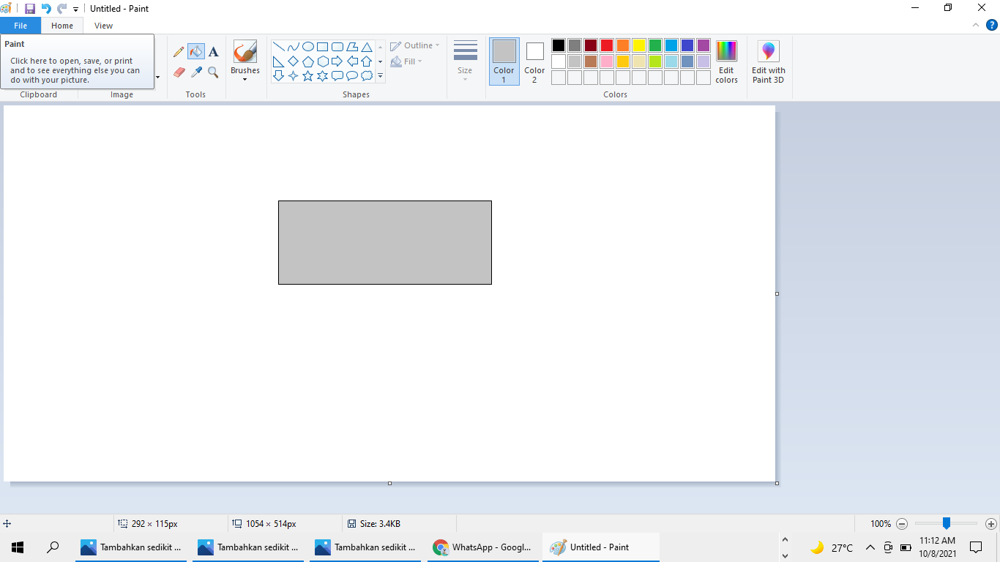 Untitled - Paint
File Home View
Paint
Click here to open, save, or print
and to see everything else you can
do with your picture.
Clipboard
Image
A
Tools
Brushes
Shapes
Outline
Fill
Size
Color
1
Color
2
Colors
Edit
colors
Edit with
Paint 3D
?
292 × 115px
1054 × 514px
Size: 3.4KB
100%
Tambahkan sedikit ...
Tambahkan sedikit ...
Tambahkan sedikit ...
WhatsApp - Googl...
Untitled - Paint
27°C
11:12 AM
10/8/2021